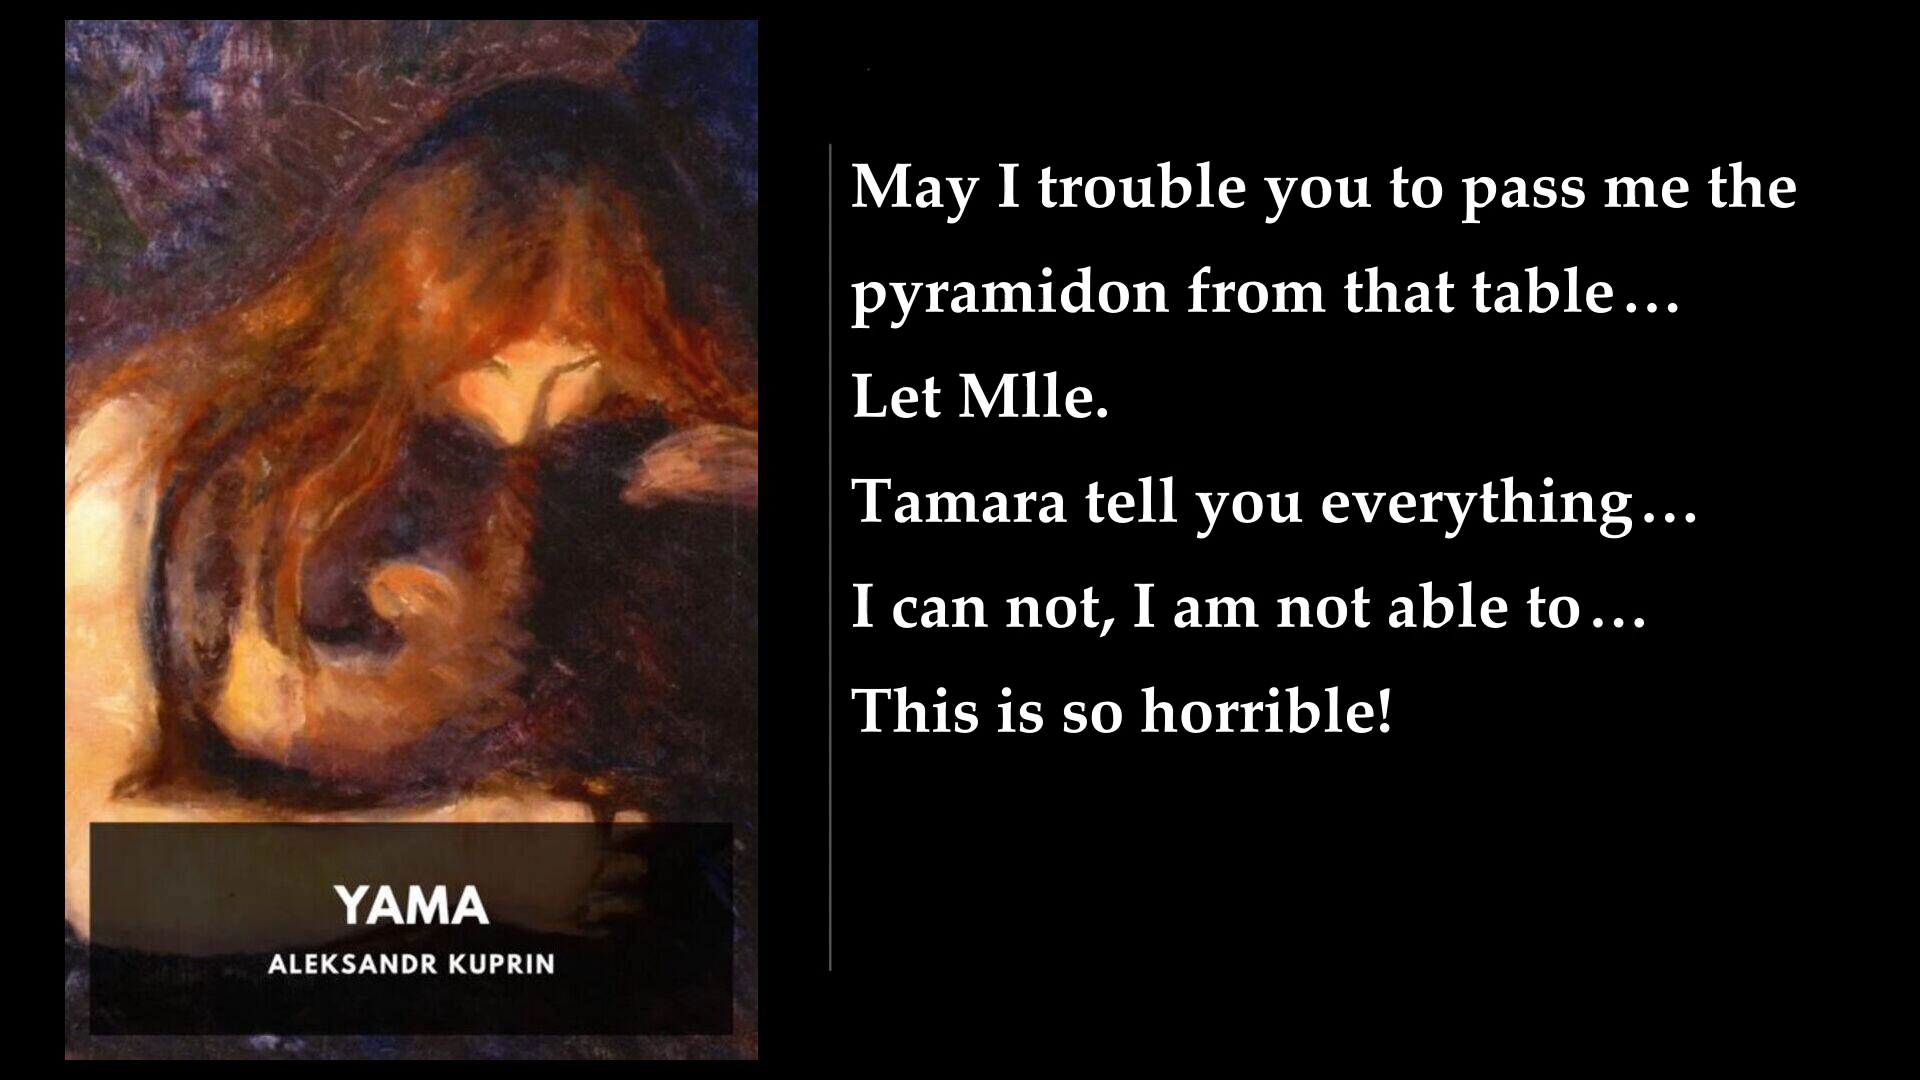 May I trouble you to pass me the
pyramidon from that table…
Let Mlle.
Tamara tell you everything…
I can not, I am not able to…
This is so horrible!
YAMA
ALEKSANDR KUPRIN